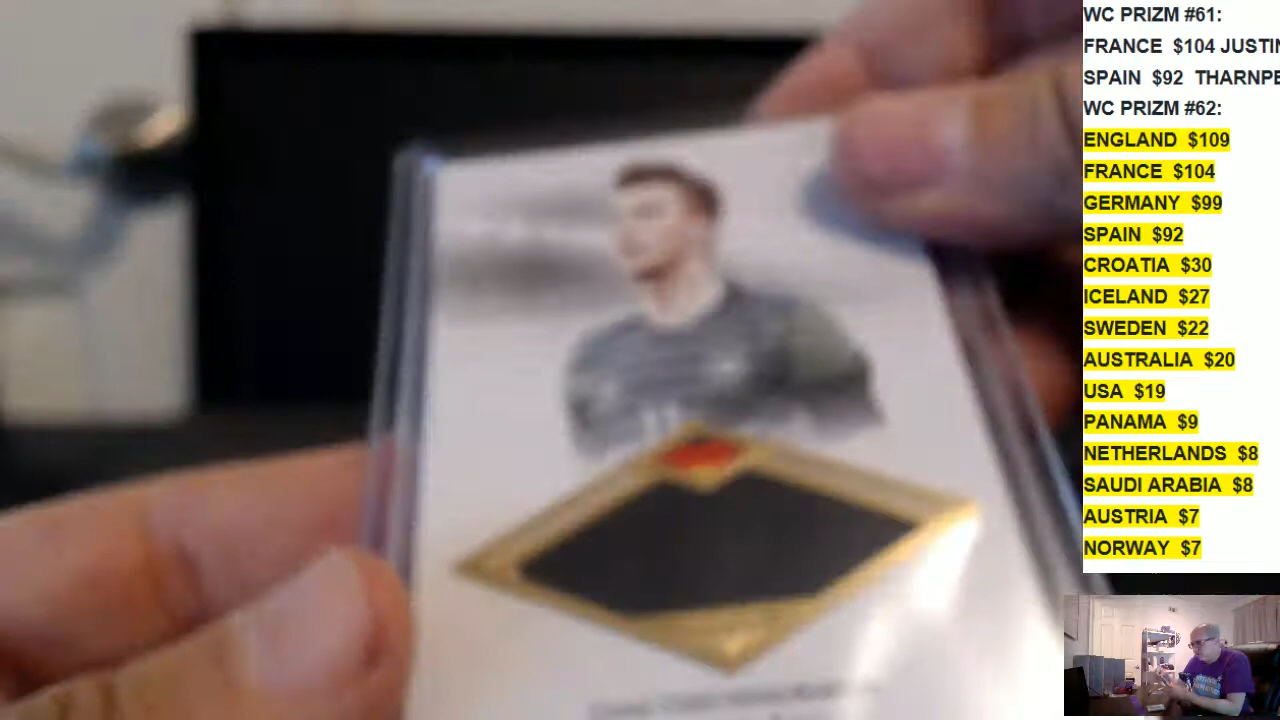 WC PRIZM #61:
FRANCE $104 JUSTIN
SPAIN $92 THARNPE
WC PRIZM #62:
ENGLAND $109
FRANCE $104
GERMANY $99
SPAIN $92
CROATIA $30
ICELAND $27
SWEDEN $22
AUSTRALIA $20
USA $19
PANAMA $9
NETHERLANDS $8
SAUDI ARABIA $8
AUSTRIA $7
NORWAY $7